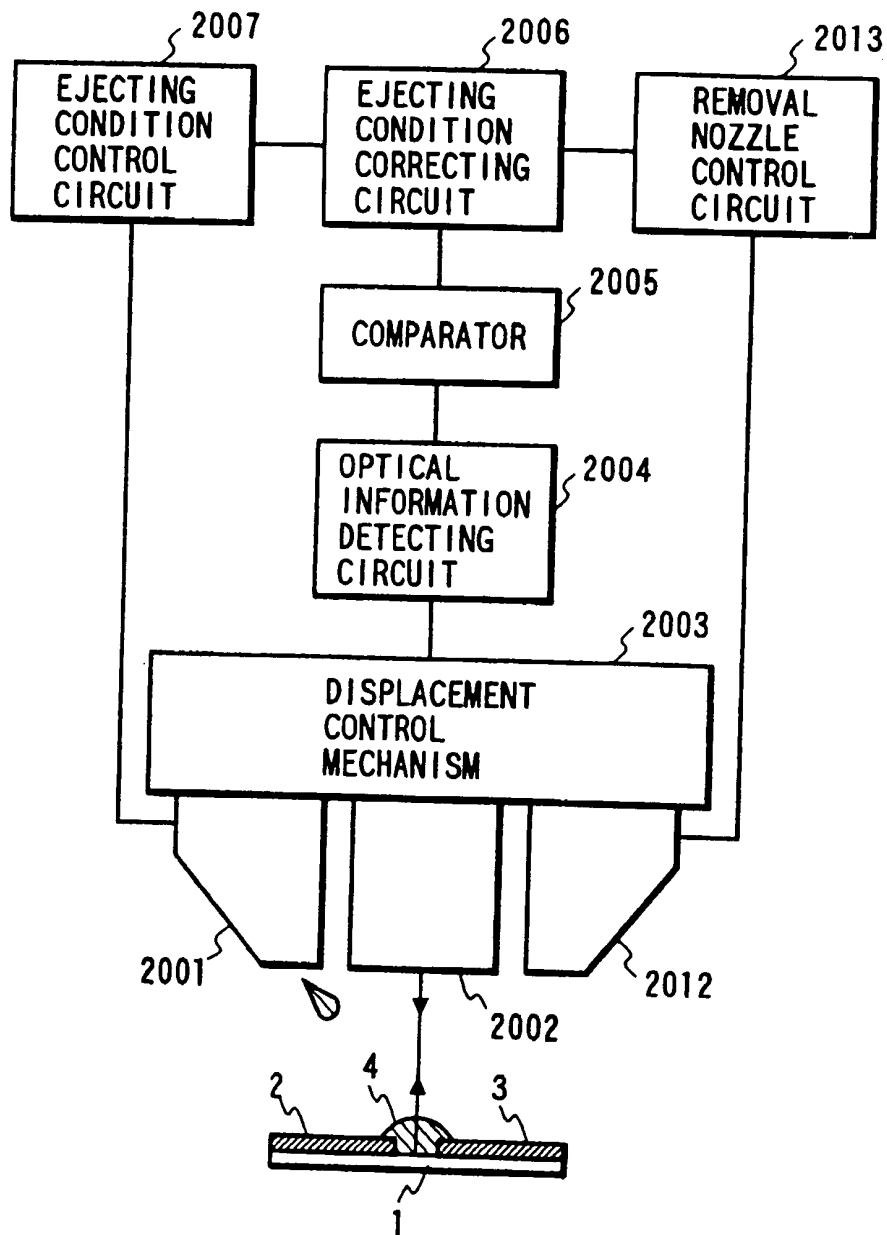 2007
2006
2013
EJECTING
CONDITION
CONTROL
CIRCUIT
EJECTING
CONDITION
CORRECTING
CIRCUIT
REMOVAL
NOZZLE
CONTROL
CIRCUIT
2005
COMPARATOR
2004
OPTICAL
INFORMATION
DETECTING
CIRCUIT
2003
DISPLACEMENT
CONTROL
MECHANISM
2001
2002
2012
2
4
3
1